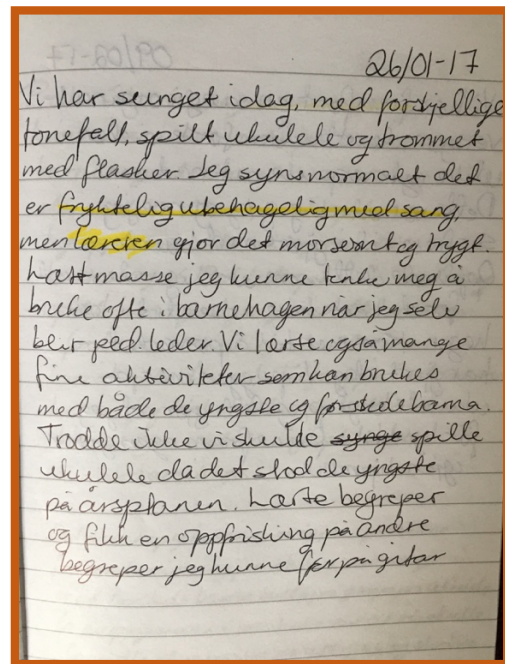 26/01-17
Vi har sunget idag, med forskjellige
tonefall, spilt ukulele og trommet
med flasker. Jeg syns normalt det
er fryktelig ubehagelig med sang,
men læreren gjør det morsomt og trygt.
Lært masse jeg kunne tenke meg å
bruke ofte i barnehagen når jeg selv
blir ped.leder. Vi lærte også mange
fine aktiviteter som kan brukes
med både de yngste og førskolebarna.
Trodde ikke vi skulle synge spille
ukulele da det stod de yngste
på årsplanen. Lærte begreper
og fikk en oppfrisking på andre
begreper jeg kunne før på gitar